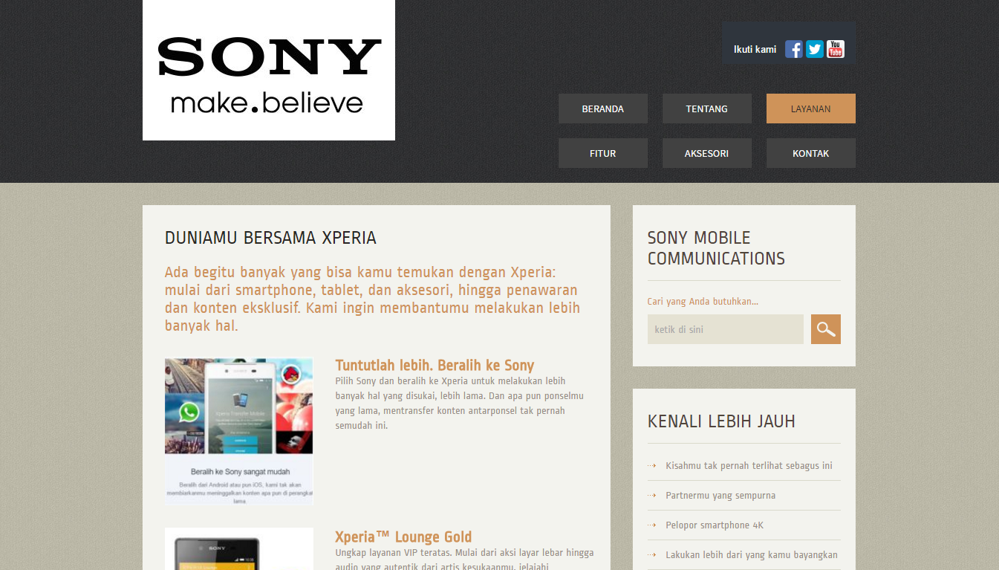 SONY
make.believe
Ikuti kami
You
Tube
BERANDA
TENTANG
LAYANAN
FITUR
AKSESORI
KONTAK
DUNIAMU BERSAMA XPERIA
Ada begitu banyak yang bisa kamu temukan dengan Xperia:
mulai dari smartphone, tablet, dan aksesori, hingga penawaran
dan konten eksklusif. Kami ingin membantumu melakukan lebih
banyak hal.
Xperia Transfer Mobile
Beralih ke Sony sangat mudah
Beralih dari Android atau pun iOS, kami tak akan
membiarkanmu meninggalkan konten apa pun di perangkat
lama
Tuntutlah lebih. Beralih ke Sony
Pilih Sony dan beralih ke Xperia untuk melakukan lebih
banyak hal yang disukai, lebih lama. Dan apa pun ponselmu
yang lama, mentransfer konten antarponsel tak pernah
semudah ini.
SONY
Xperia™ Lounge Gold
Ungkap layanan VIP teratas. Mulai dari aksi layar lebar hingga
audio yang autentik dari artis kesukaanmu, jelajahi
SONY MOBILE
COMMUNICATIONS
Cari yang Anda butuhkan...
ketik di sini
KENALI LEBIH JAUH
Kisahmu tak pernah terlihat sebagus ini
Partnermu yang sempurna
Pelopor smartphone 4K
Lakukan lebih dari yang kamu bayangkan